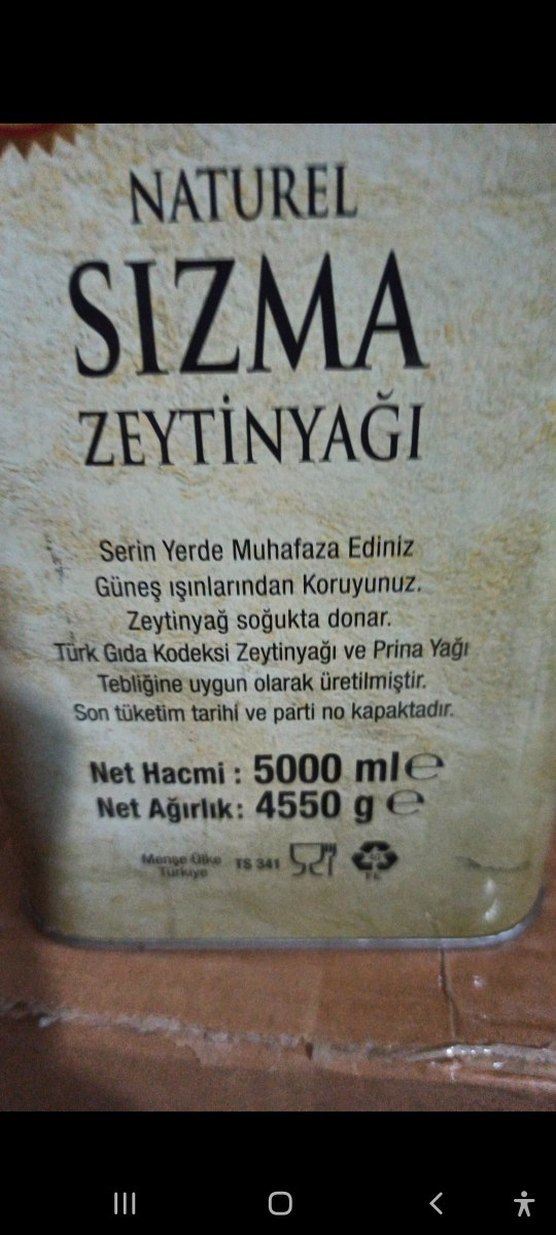 NATUREL
SIZMA
ZEYTİNYAĞI
Serin Yerde Muhafaza Ediniz
Güneş ışınlarından Koruyunuz.
Zeytinyağ soğukta donar.
Türk Gıda Kodeksi Zeytinyağı ve Prina Yağı
Tebliğine uygun olarak üretilmiştir.
Son tüketim tarihi ve parti no kapaktadır.
Net Hacmi : 5000 ml ℮
Net Ağırlık: 4550 g ℮
Menşe Ülke TS 341
Türkiye